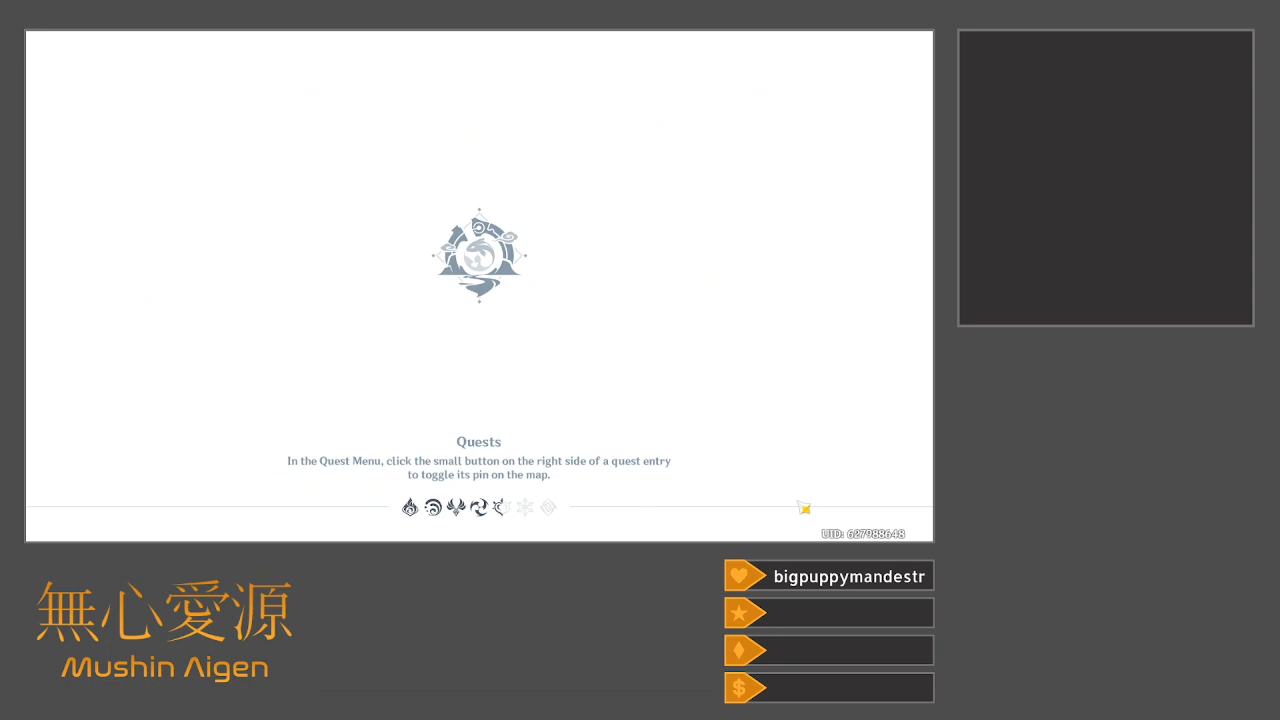 Quests
In the Quest Menu, click the small button on the right side of a quest entry
to toggle its pin on the map.
UID: 627988648
bigpuppymandestr
無心愛源
Mushin Aigen
$